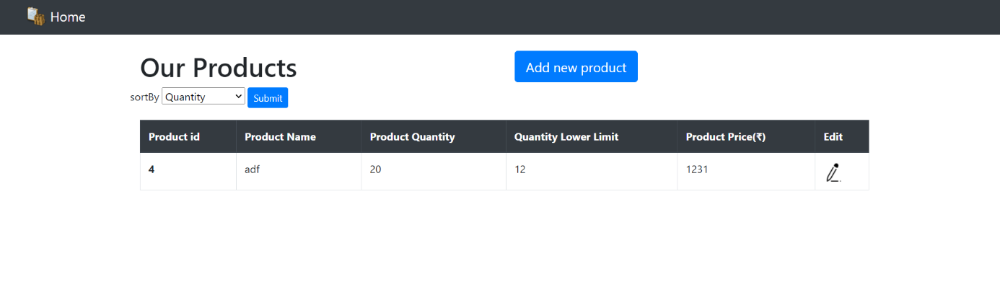 Home
Our Products
Add new product
sortBy Quantity Submit
Product id Product Name Product Quantity Quantity Lower Limit Product Price(₹) Edit
4 adf 20 12 1231